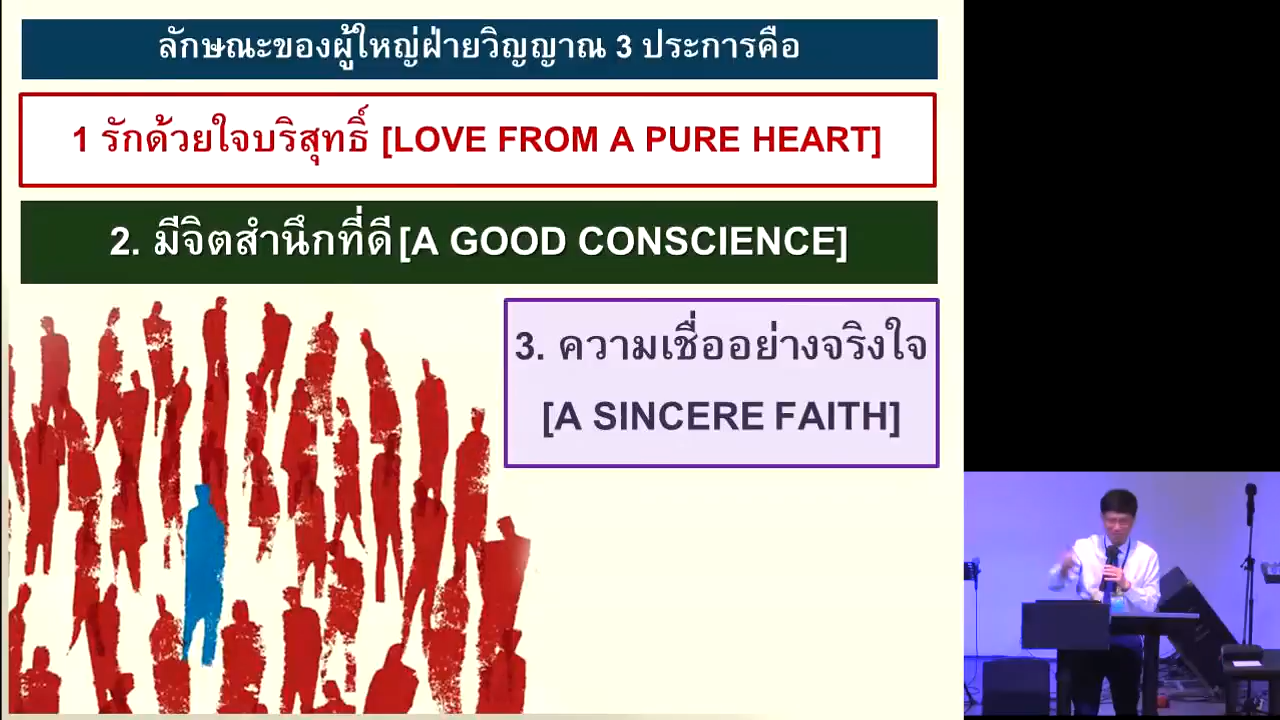 ลักษณะของผู้ใหญ่ฝ่ายวิญญาณ 3 ประการคือ
1 รักด้วยใจบริสุทธิ์ [LOVE FROM A PURE HEART]
2. มีจิตสำนึกที่ดี [A GOOD CONSCIENCE]
3. ความเชื่ออย่างจริงใจ
[A SINCERE FAITH]